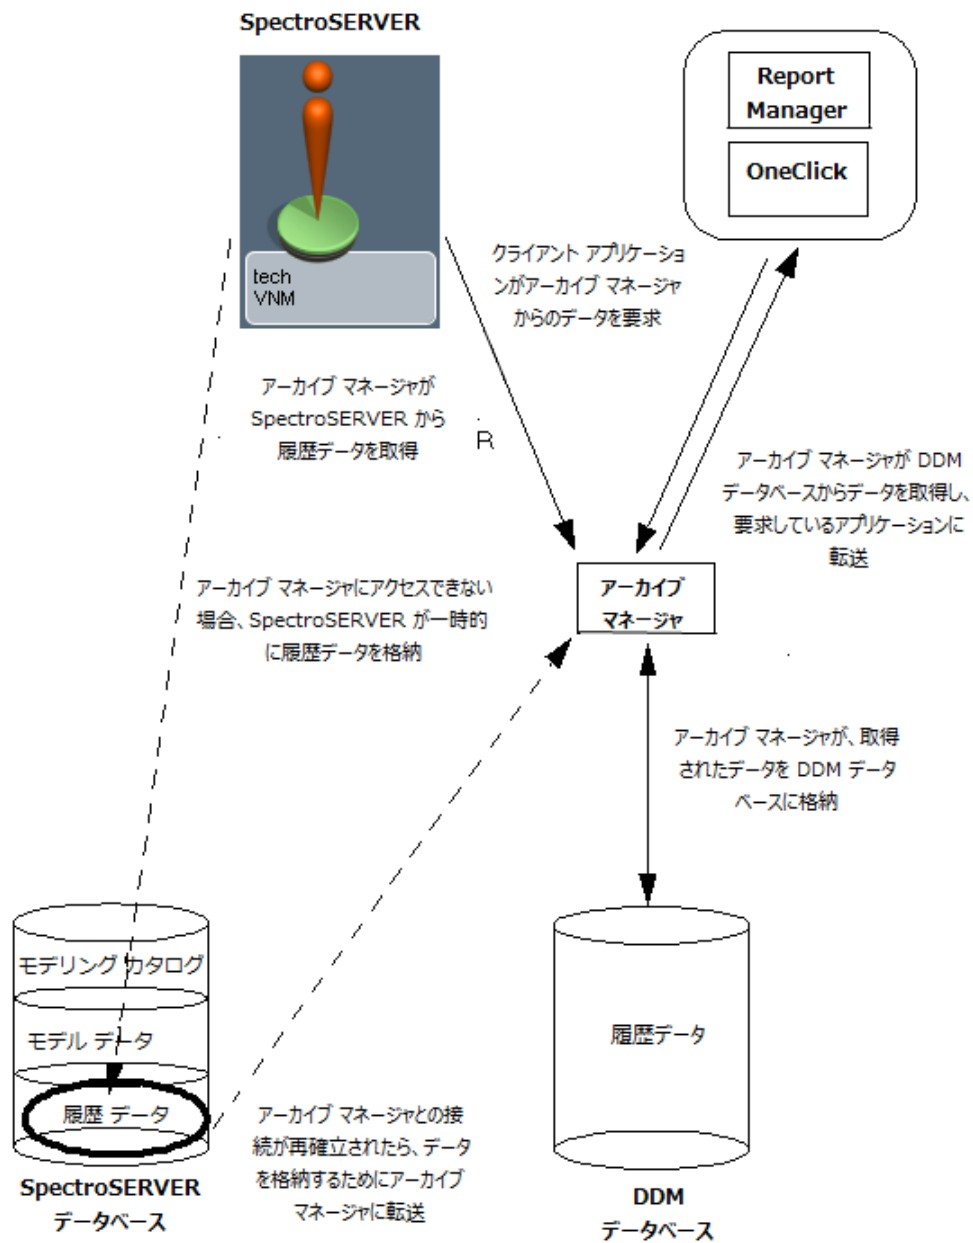 SpectroSERVER
Report
Manager
OneClick
tech
VNM
クライアント アプリケーショ
ンがアーカイブ マネージャ
からのデータを要求
アーカイブ マネージャが
SpectroSERVER から
履歴データを取得
R
アーカイブ マネージャが DDM
データベースからデータを取得し、
要求しているアプリケーションに
転送
アーカイブ マネージャにアクセスできない
場合、SpectroSERVER が一時的
に履歴データを格納
アーカイブ
マネージャ
アーカイブ マネージャが、取得
されたデータを DDM データ
ベースに格納
モデリング カタログ
モデル データ
履歴 データ
履歴データ
アーカイブ マネージャとの接
続が再確立されたら、データ
を格納するためにアーカイブ
マネージャに転送
SpectroSERVER
データベース
DDM
データベース